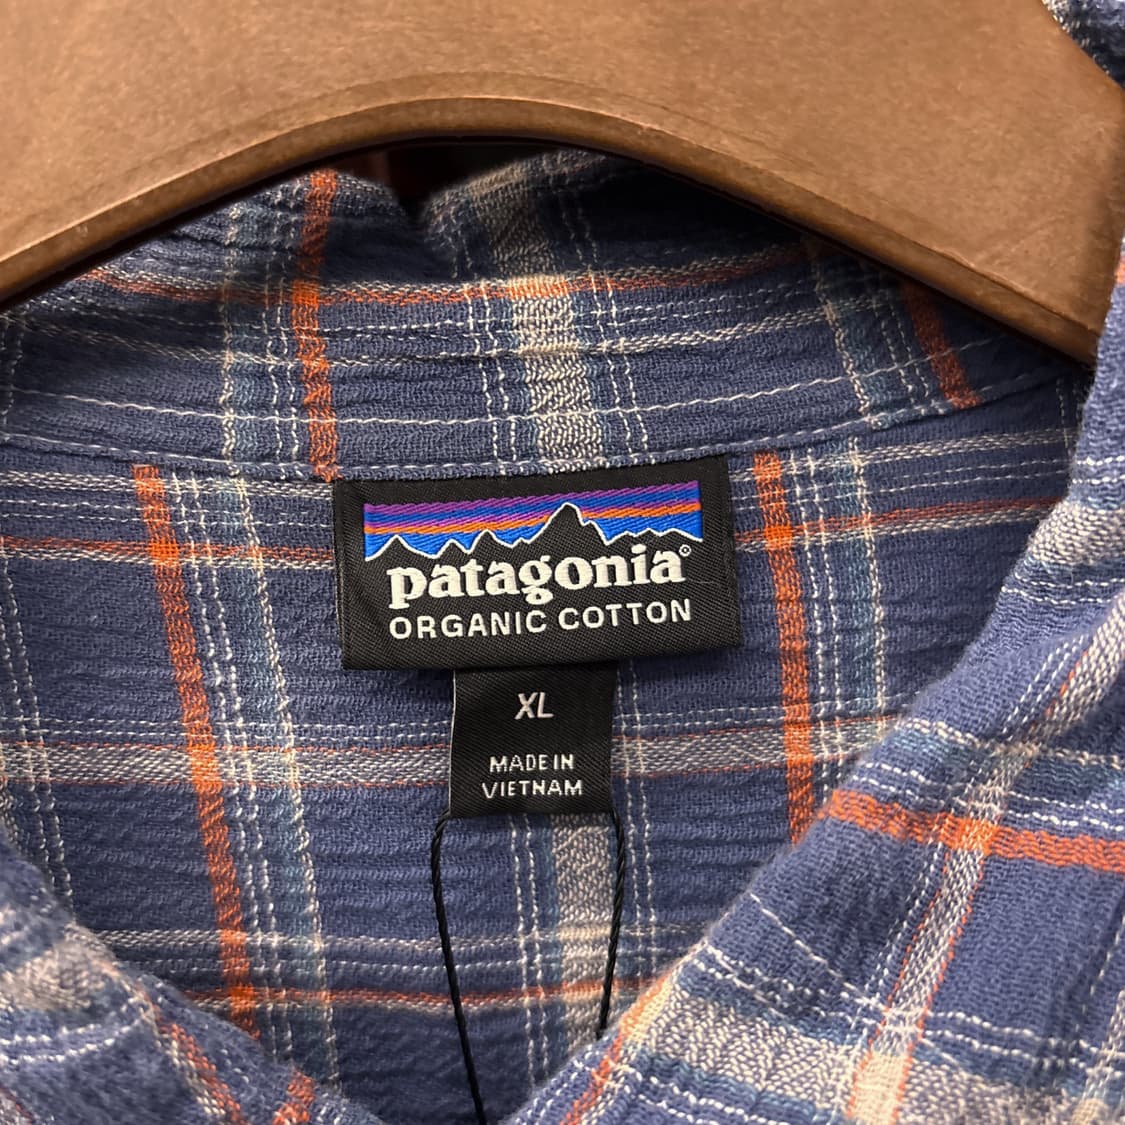 patagonia®
ORGANIC COTTON
XL
MADE IN
VIETNAM